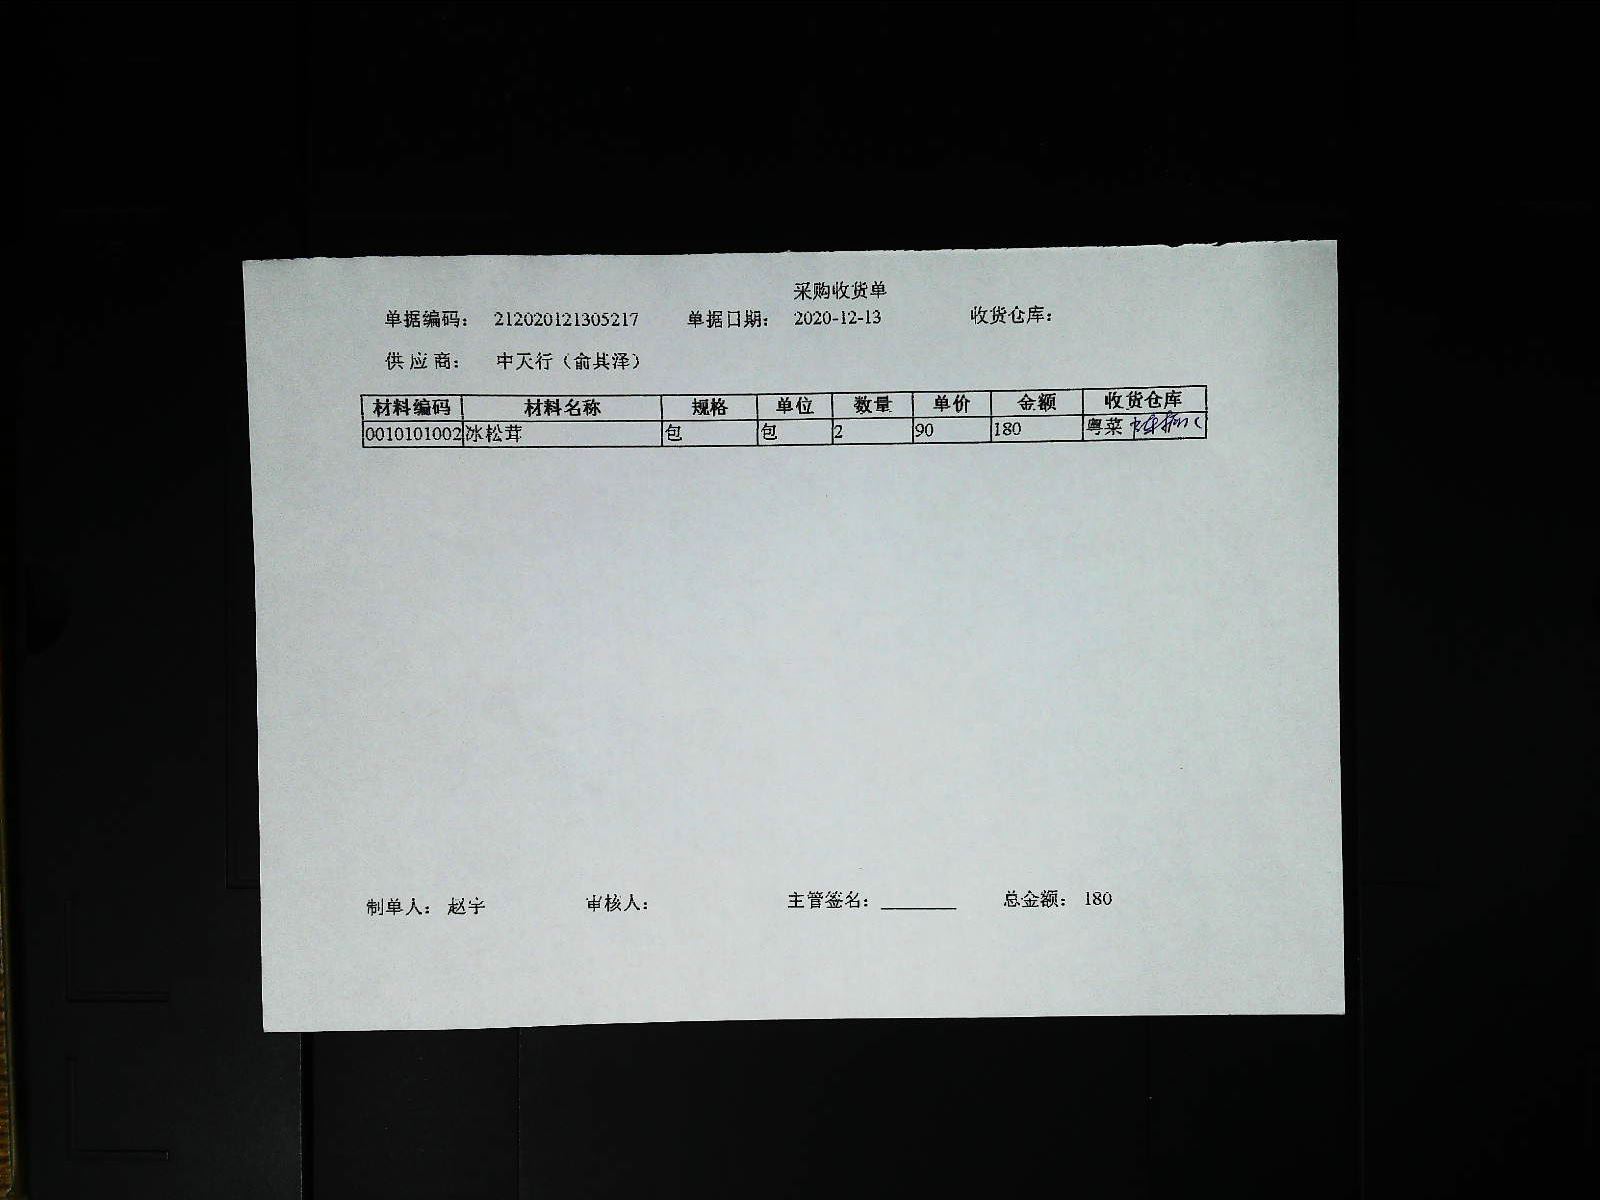 采购收货单
单据编码： 212020121305217 单据日期： 2020-12-13 收货仓库：
供应商： 中天行（俞其泽）
材料编码 材料名称 规格 单位 数量 单价 金额 收货仓库
0010101002 冰松茸 包 包 2 90 180 粤菜
制单人： 赵宇 审核人： 主管签名： 总金额： 180